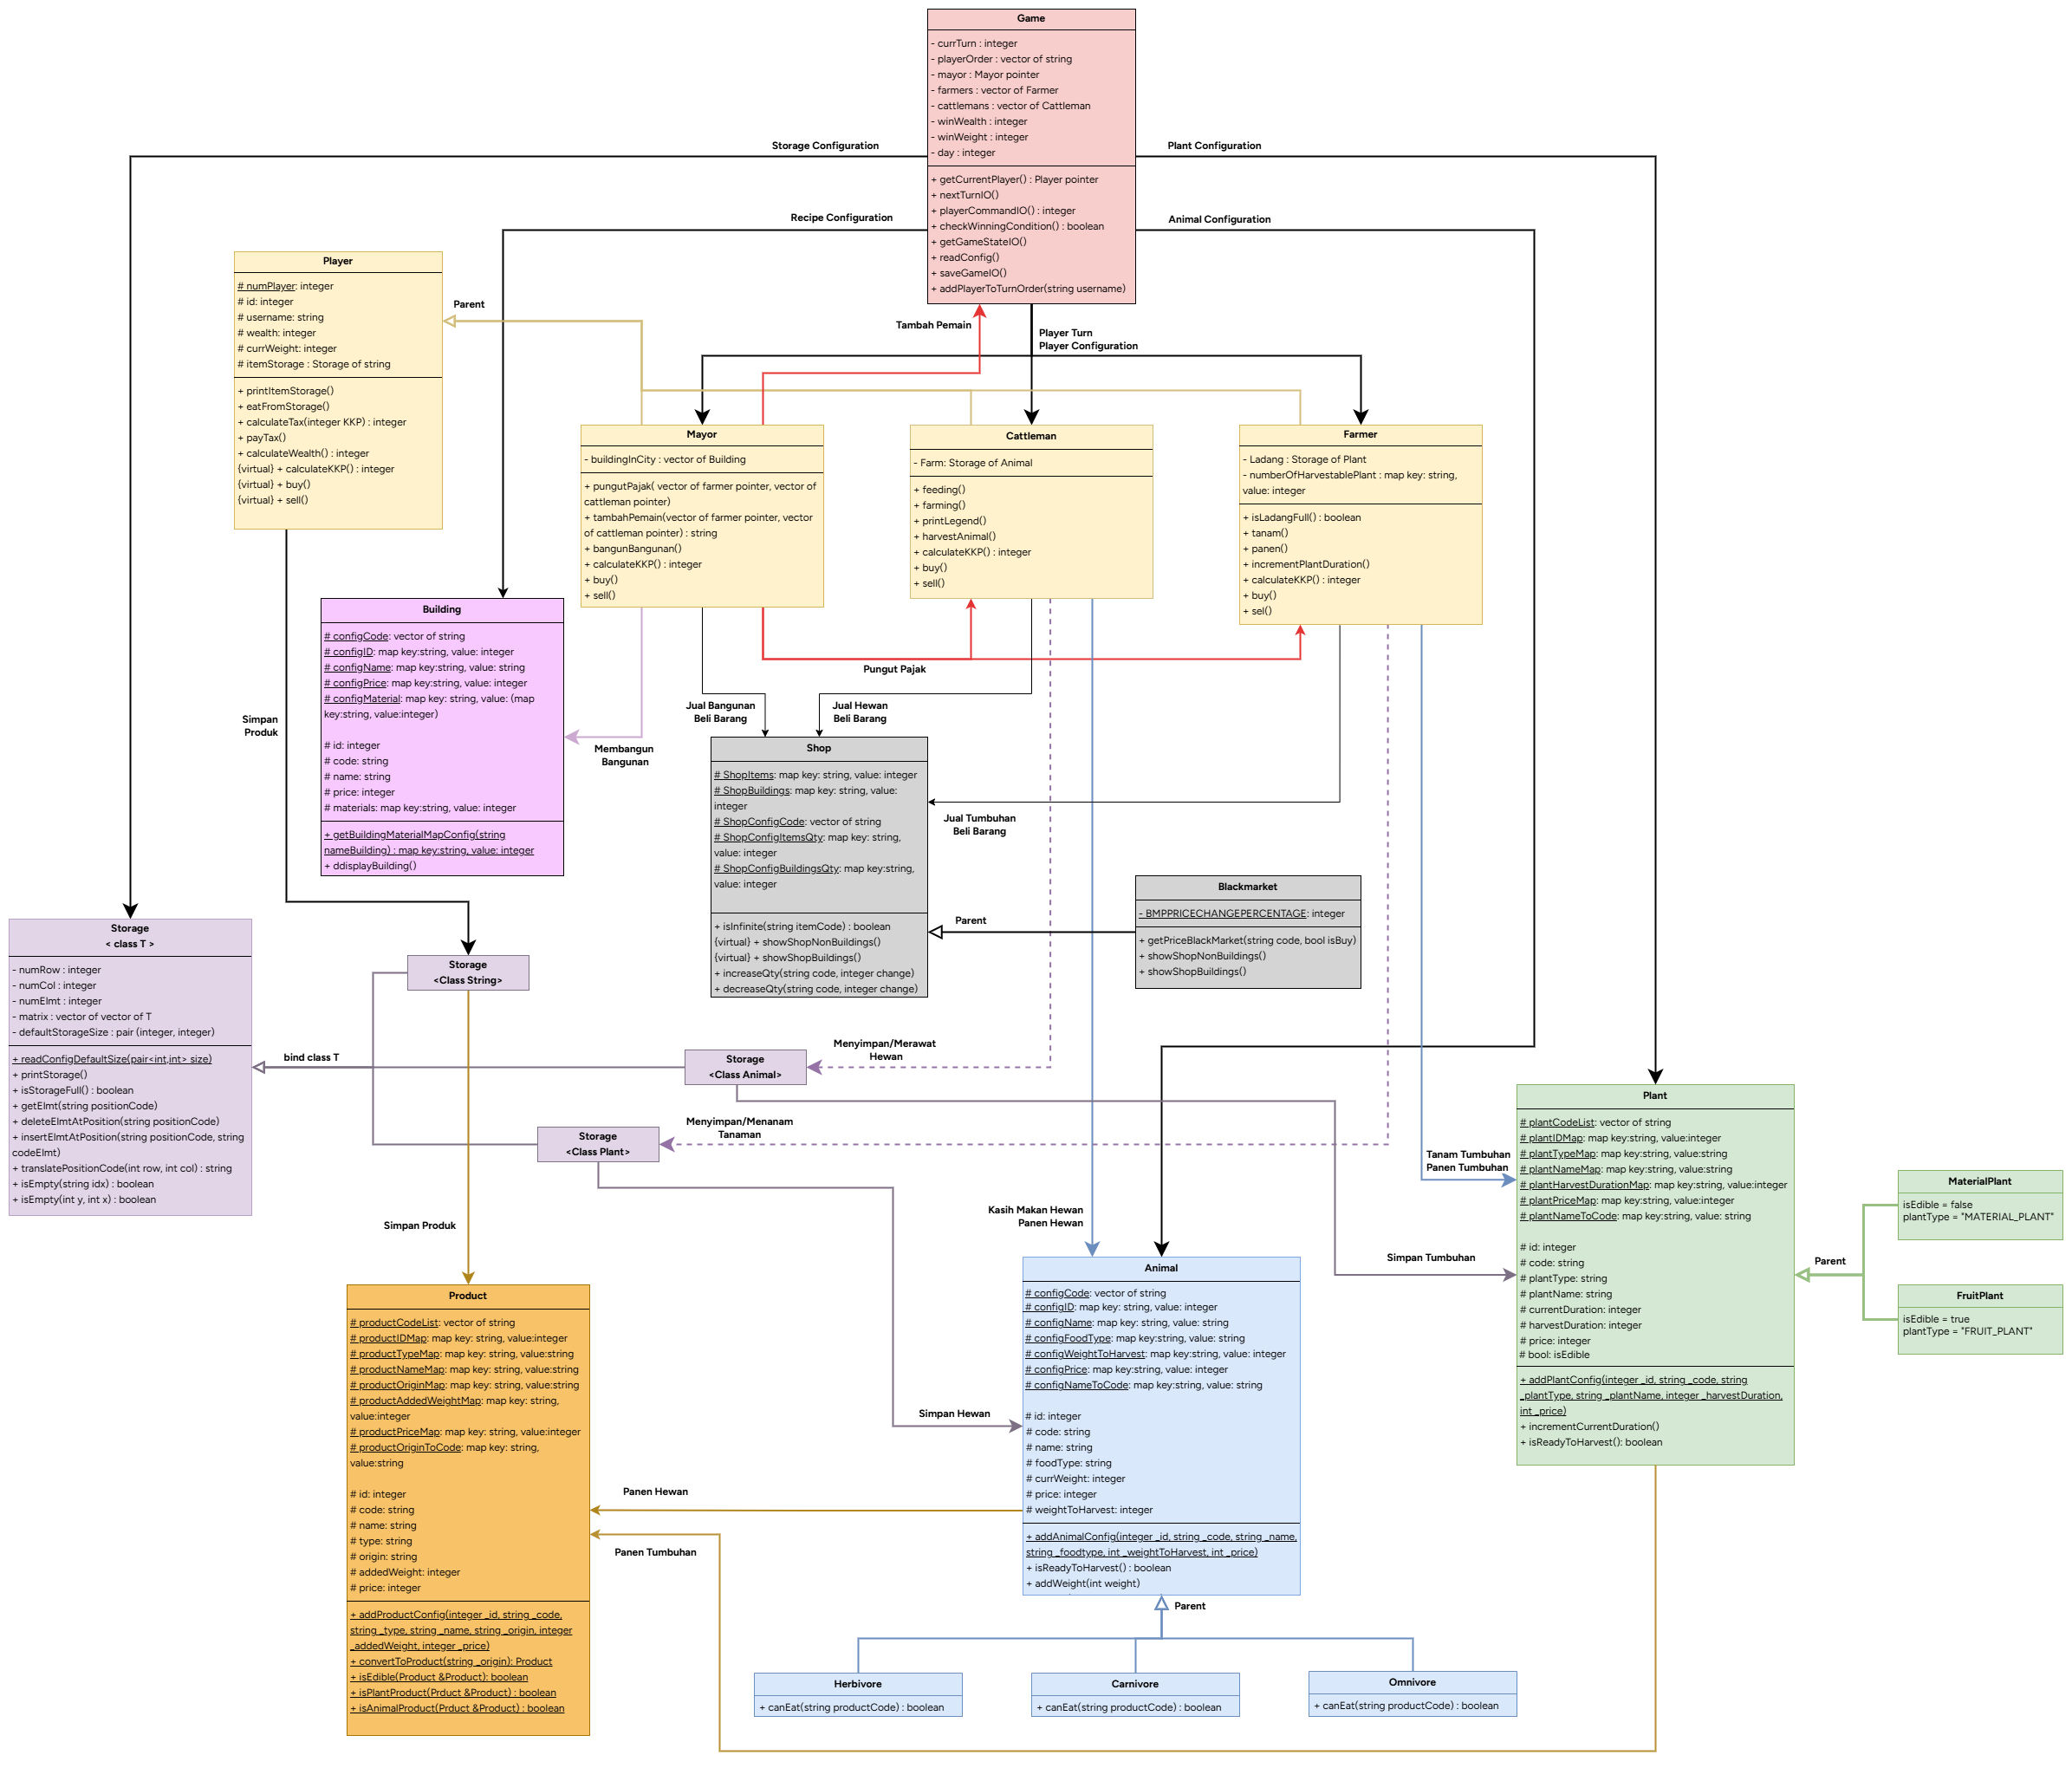 Game
- currTurn : integer
- playerOrder : vector of string
- mayor : Mayor pointer
- farmers : vector of Farmer
- cattlemans : vector of Cattleman
- winWealth : integer
- winWeight : integer
- day : integer
+ getCurrentPlayer() : Player pointer
+ nextTurnIO()
+ playerCommandIO() : integer
+ checkWinningCondition() : boolean
+ getGameStateIO()
+ readConfig()
+ saveGameIO()
+ addPlayerToTurnOrder(string username)
Storage Configuration
Plant Configuration
Recipe Configuration
Animal Configuration
Player
# numPlayer: integer
# id: integer
# username: string
# wealth: integer
# currWeight: integer
# itemStorage : Storage of string
+ printItemStorage()
+ eatFromStorage()
+ calculateTax(integer KKP) : integer
+ payTax()
+ calculateWealth() : integer
{virtual} + calculateKKP() : integer
{virtual} + buy()
{virtual} + sell()
Parent
Tambah Pemain
Player Turn
Player Configuration
Mayor
- buildingInCity : vector of Building
+ pungutPajak( vector of farmer pointer, vector of
cattleman pointer)
+ tambahPemain(vector of farmer pointer, vector
of cattleman pointer) : string
+ bangunBangunan()
+ calculateKKP() : integer
+ buy()
+ sell()
Cattleman
- Farm: Storage of Animal
+ feeding()
+ farming()
+ printLegend()
+ harvestAnimal()
+ calculateKKP() : integer
+ buy()
+ sell()
Farmer
- Ladang : Storage of Plant
- numberOfHarvestablePlant : map key: string,
value: integer
+ isLadangFull() : boolean
+ tanam()
+ panen()
+ incrementPlantDuration()
+ calculateKKP() : integer
+ buy()
+ sel()
Building
# configCode: vector of string
# configID: map key:string, value: integer
# configName: map key:string, value: string
# configPrice: map key:string, value: integer
# configMaterial: map key: string, value: (map
key:string, value:integer)
# id: integer
# code: string
# name: string
# price: integer
# materials: map key:string, value: integer
+ getBuildingMaterialMapConfig(string
nameBuilding) : map key:string, value: integer
+ ddisplayBuilding()
Pungut Pajak
Simpan
Produk
Membangun
Bangunan
Jual Bangunan
Beli Barang
Jual Hewan
Beli Barang
Jual Tumbuhan
Beli Barang
Shop
# ShopItems: map key: string, value: integer
# ShopBuildings: map key: string, value:
integer
# ShopConfigCode: vector of string
# ShopConfigItemsQty: map key: string,
value: integer
# ShopConfigBuildingsQty: map key:string,
value: integer
+ isInfinite(string itemCode) : boolean
{virtual} + showShopNonBuildings()
{virtual} + showShopBuildings()
+ increaseQty(string code, integer change)
+ decreaseQty(string code, integer change)
Parent
Blackmarket
- BMPPRICECHANGEPERCENTAGE: integer
+ getPriceBlackMarket(string code, bool isBuy)
+ showShopNonBuildings()
+ showShopBuildings()
Storage
< class T >
- numRow : integer
- numCol : integer
- numElmt : integer
- matrix : vector of vector of T
- defaultStorageSize : pair (integer, integer)
+ readConfigDefaultSize(pair<int,int> size)
+ printStorage()
+ isStorageFull() : boolean
+ getElmt(string positionCode)
+ deleteElmtAtPosition(string positionCode)
+ insertElmtAtPosition(string positionCode, string
codeElmt)
+ translatePositionCode(int row, int col) : string
+ isEmpty(string idx) : boolean
+ isEmpty(int y, int x) : boolean
Storage
<Class String>
bind class T
Storage
<Class Animal>
Menyimpan/Merawat
Hewan
Storage
<Class Plant>
Menyimpan/Menanam
Tanaman
Simpan Produk
Kasih Makan Hewan
Panen Hewan
Tanam Tumbuhan
Panen Tumbuhan
Simpan Tumbuhan
Simpan Hewan
Plant
# plantCodeList: vector of string
# plantIDMap: map key:string, value:integer
# plantTypeMap: map key:string, value:string
# plantNameMap: map key:string, value:string
# plantHarvestDurationMap: map key:string, value:integer
# plantPriceMap: map key:string, value:integer
# plantNameToCode: map key:string, value: string
# id: integer
# code: string
# plantType: string
# plantName: string
# currentDuration: integer
# harvestDuration: integer
# price: integer
# bool: isEdible
+ addPlantConfig(integer _id, string _code, string
_plantType, string _plantName, integer _harvestDuration,
int _price)
+ incrementCurrentDuration()
+ isReadyToHarvest(): boolean
Parent
MaterialPlant
isEdible = false
plantType = "MATERIAL_PLANT"
FruitPlant
isEdible = true
plantType = "FRUIT_PLANT"
Product
# productCodeList: vector of string
# productIDMap: map key: string, value:integer
# productTypeMap: map key: string, value:string
# productNameMap: map key: string, value:string
# productOriginMap: map key: string, value:string
# productAddedWeightMap: map key: string,
value:integer
# productPriceMap: map key: string, value:integer
# productOriginToCode: map key: string,
value:string
# id: integer
# code: string
# name: string
# type: string
# origin: string
# addedWeight: integer
# price: integer
+ addProductConfig(integer _id, string _code,
string _type, string _name, string _origin, integer
_addedWeight, integer _price)
+ convertToProduct(string _origin): Product
+ isEdible(Product &Product): boolean
+ isPlantProduct(Prduct &Product) : boolean
+ isAnimalProduct(Prduct &Product) : boolean
Panen Hewan
Panen Tumbuhan
Animal
# configCode: vector of string
# configID: map key: string, value: integer
# configName: map key: string, value: string
# configFoodType: map key:string, value: string
# configWeightToHarvest: map key:string, value: integer
# configPrice: map key:string, value: integer
# configNameToCode: map key:string, value: string
# id: integer
# code: string
# name: string
# foodType: string
# currWeight: integer
# price: integer
# weightToHarvest: integer
+ addAnimalConfig(integer _id, string _code, string _name,
string _foodtype, int _weightToHarvest, int _price)
+ isReadyToHarvest() : boolean
+ addWeight(int weight)
Parent
Herbivore
+ canEat(string productCode) : boolean
Carnivore
+ canEat(string productCode) : boolean
Omnivore
+ canEat(string productCode) : boolean